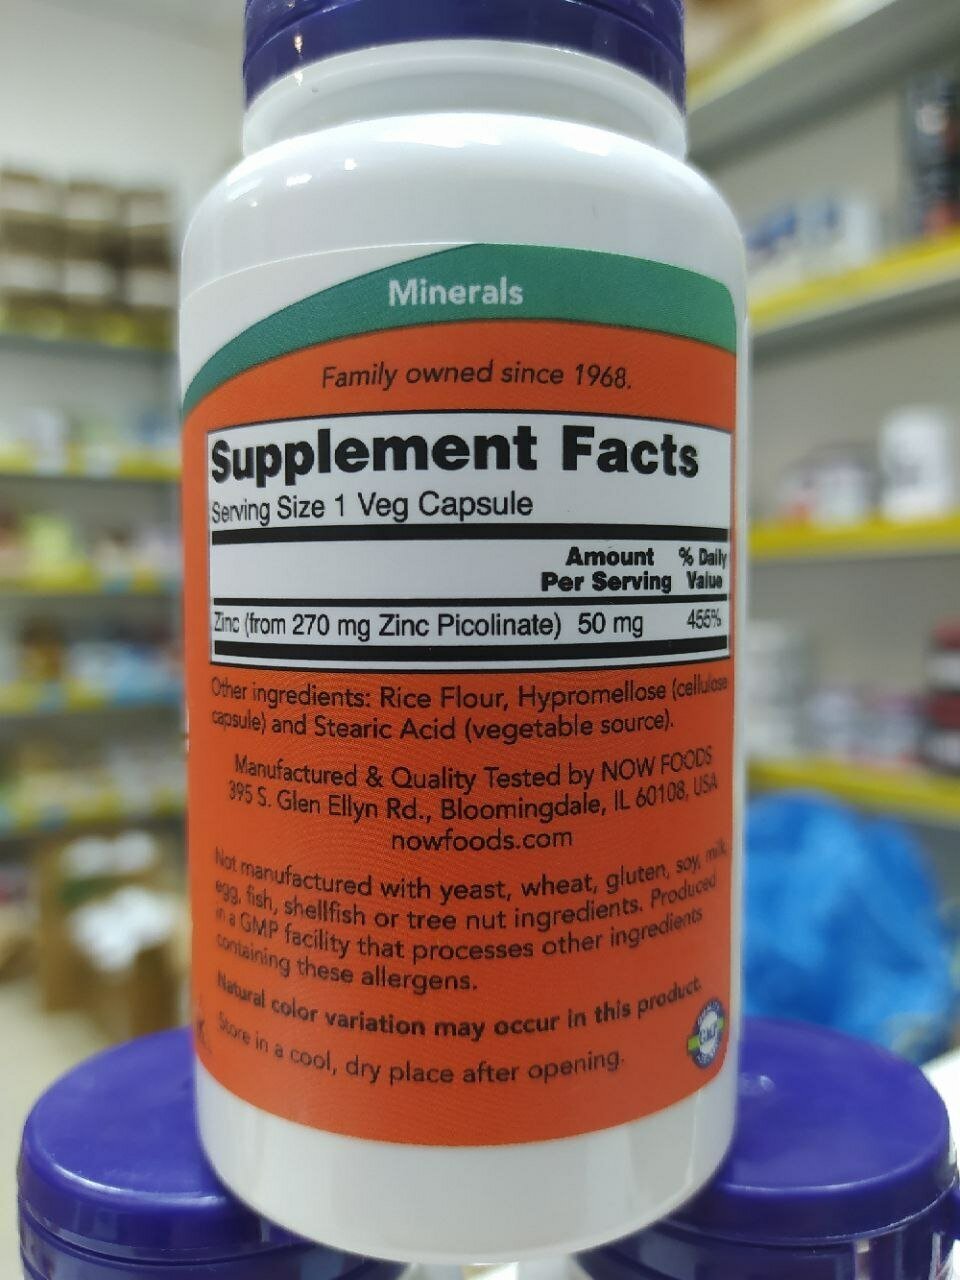 Minerals
Family owned since 1968.
Supplement Facts
Serving Size 1 Veg Capsule
Amount
Per Serving
% Daily
Value
Zinc (from 270 mg Zinc Picolinate) 50 mg 455%
Other ingredients: Rice Flour, Hypromellose (cellulose
capsule) and Stearic Acid (vegetable source).
Manufactured & Quality Tested by NOW FOODS
395 S. Glen Ellyn Rd., Bloomingdale, IL 60108, USA
nowfoods.com
Not manufactured with yeast, wheat, gluten, soy, milk,
egg, fish, shellfish or tree nut ingredients. Produced
in a GMP facility that processes other ingredients
containing these allergens.
Natural color variation may occur in this product.
Store in a cool, dry place after opening.
GMP